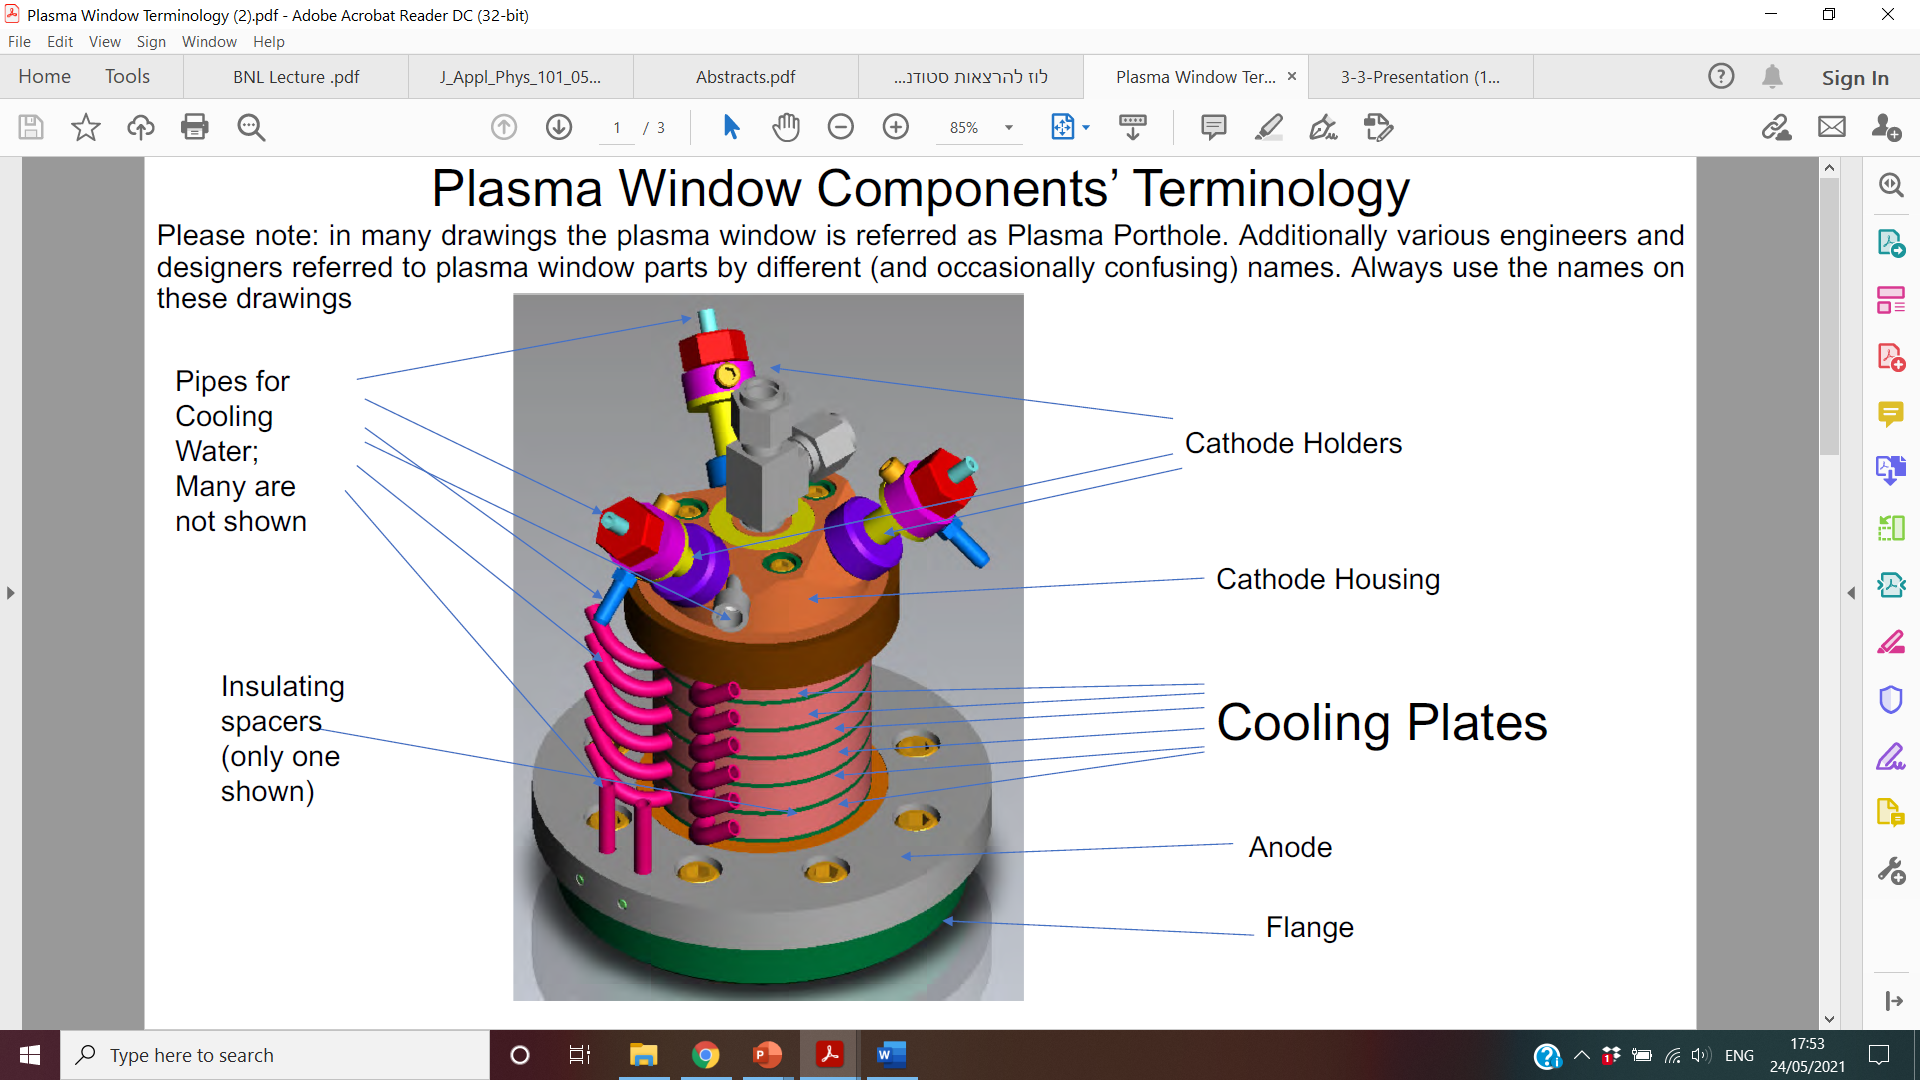 Plasma Window Terminology (2).pdf - Adobe Acrobat Reader DC (32-bit)
File Edit View Sign Window Help
Home Tools BNL Lecture .pdf J_Appl_Phys_101_05... Abstracts.pdf לוז להרצאות סטודנ... Plasma Window Ter... × 3-3-Presentation (1... Sign In
1 / 3 85%
Plasma Window Components’ Terminology
Please note: in many drawings the plasma window is referred as Plasma Porthole. Additionally various engineers and
designers referred to plasma window parts by different (and occasionally confusing) names. Always use the names on
these drawings
Pipes for
Cooling
Water;
Many are
not shown
Insulating
spacers
(only one
shown)
Cathode Holders
Cathode Housing
Cooling Plates
Anode
Flange
Type here to search
ENG
17:53
24/05/2021